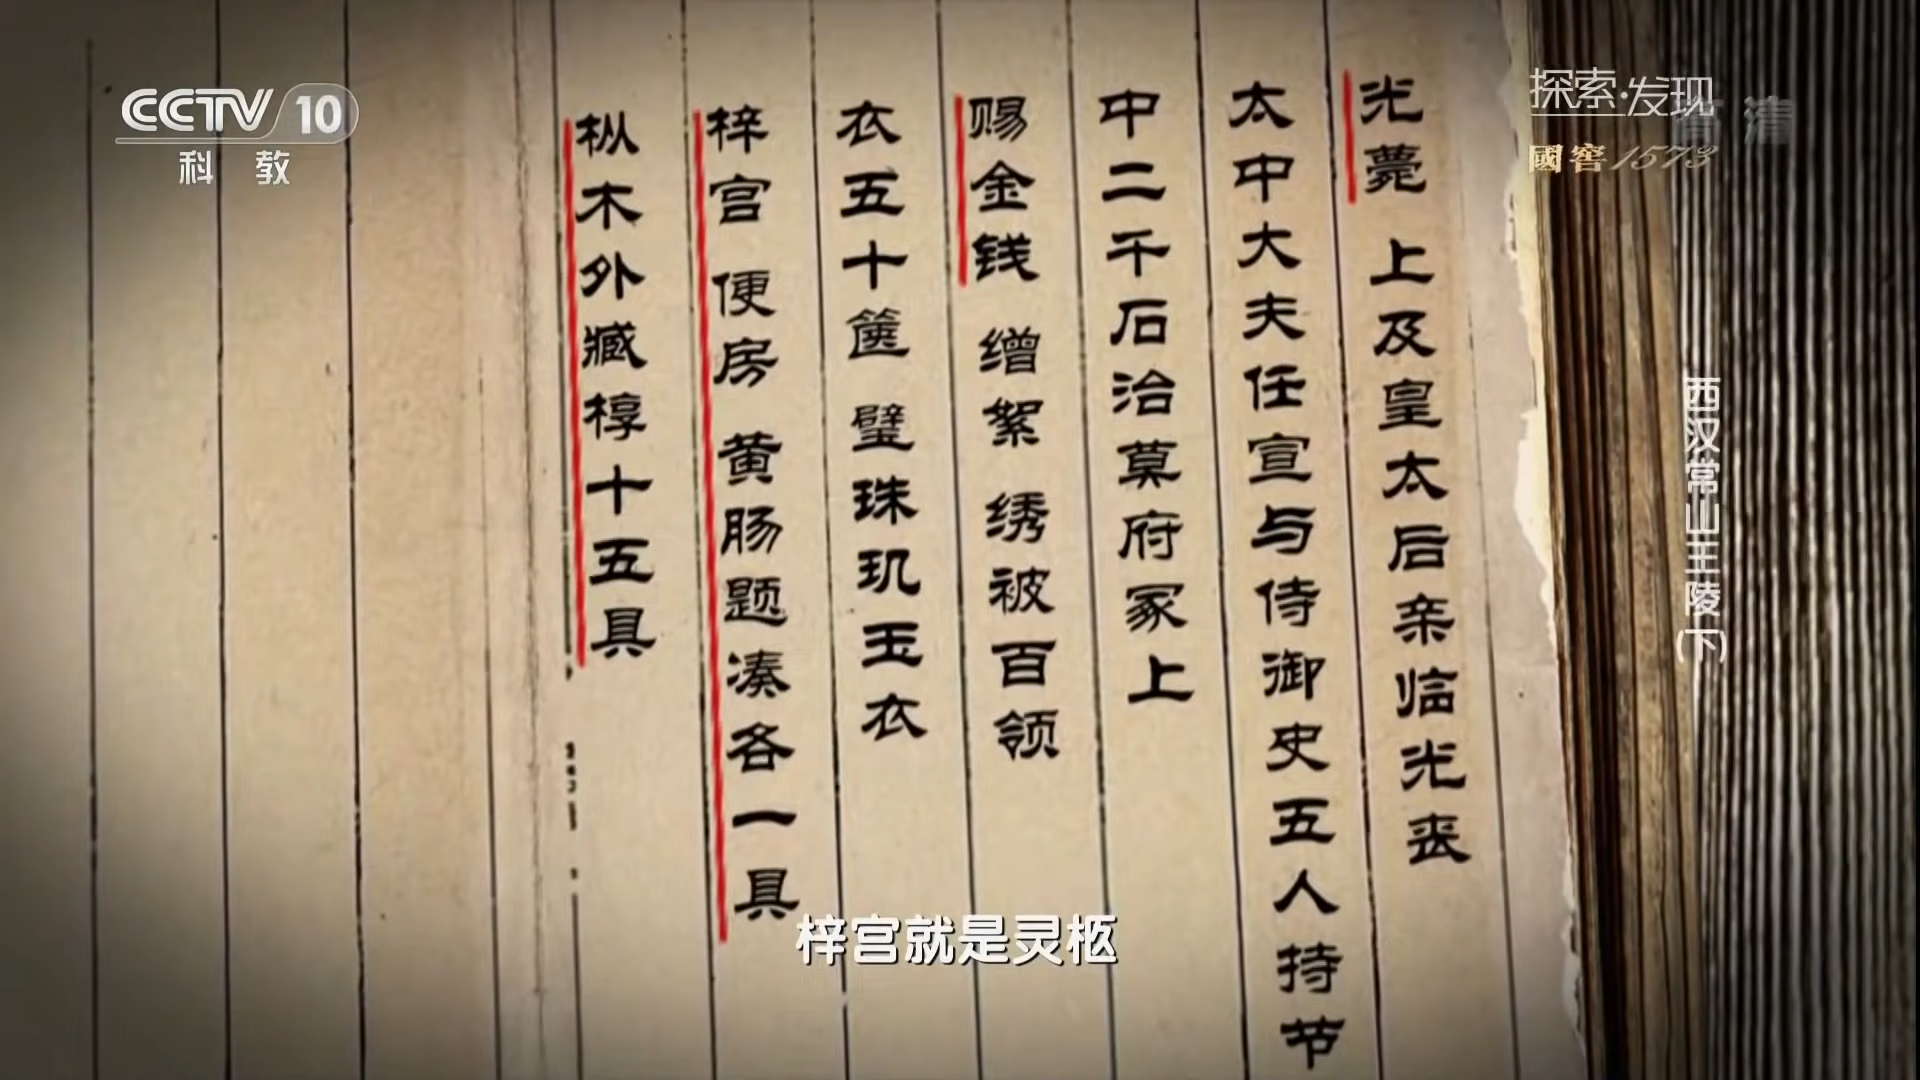 光薨 上及皇太后亲临光丧
太中大夫任宣与侍御史五人持节
中二千石治莫府冢上
赐金钱 缯絮 绣被百领
衣五十箧 璧珠玑玉衣
梓宫 便房 黄肠题凑各一具
枞木外臧椁十五具
CCTV 10
科 教
探索·发现
國窖1573
高清
西汉常山王陵(下)
梓宫就是灵柩